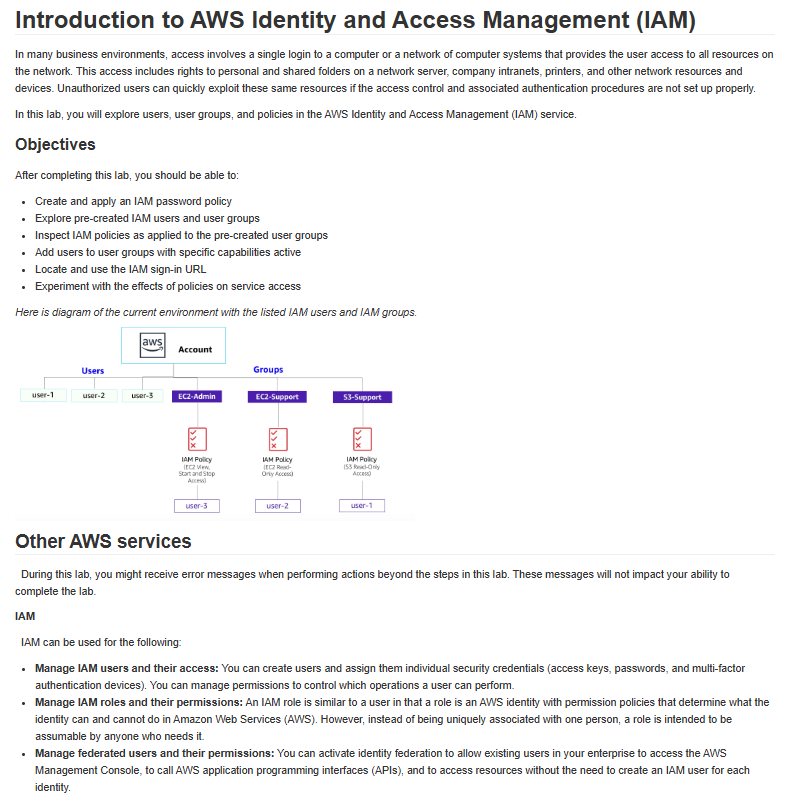 Introduction to AWS Identity and Access Management (IAM)
In many business environments, access involves a single login to a computer or a network of computer systems that provides the user access to all resources on
the network. This access includes rights to personal and shared folders on a network server, company intranets, printers, and other network resources and
devices. Unauthorized users can quickly exploit these same resources if the access control and associated authentication procedures are not set up properly.
In this lab, you will explore users, user groups, and policies in the AWS Identity and Access Management (IAM) service.
Objectives
After completing this lab, you should be able to:
• Create and apply an IAM password policy
• Explore pre-created IAM users and user groups
• Inspect IAM policies as applied to the pre-created user groups
• Add users to user groups with specific capabilities active
• Locate and use the IAM sign-in URL
• Experiment with the effects of policies on service access
Here is diagram of the current environment with the listed IAM users and IAM groups.
aws Account
Users Groups
user-1 user-2 user-3 EC2-Admin EC2-Support S3-Support
IAM Policy IAM Policy IAM Policy
(EC2 View, (EC2 Read- (S3 Read-Only
Start and Stop Only Access) Access)
Access)
user-3 user-2 user-1
Other AWS services
During this lab, you might receive error messages when performing actions beyond the steps in this lab. These messages will not impact your ability to
complete the lab.
IAM
IAM can be used for the following:
• Manage IAM users and their access: You can create users and assign them individual security credentials (access keys, passwords, and multi-factor
authentication devices). You can manage permissions to control which operations a user can perform.
• Manage IAM roles and their permissions: An IAM role is similar to a user in that a role is an AWS identity with permission policies that determine what the
identity can and cannot do in Amazon Web Services (AWS). However, instead of being uniquely associated with one person, a role is intended to be
assumable by anyone who needs it.
• Manage federated users and their permissions: You can activate identity federation to allow existing users in your enterprise to access the AWS
Management Console, to call AWS application programming interfaces (APIs), and to access resources without the need to create an IAM user for each
identity.